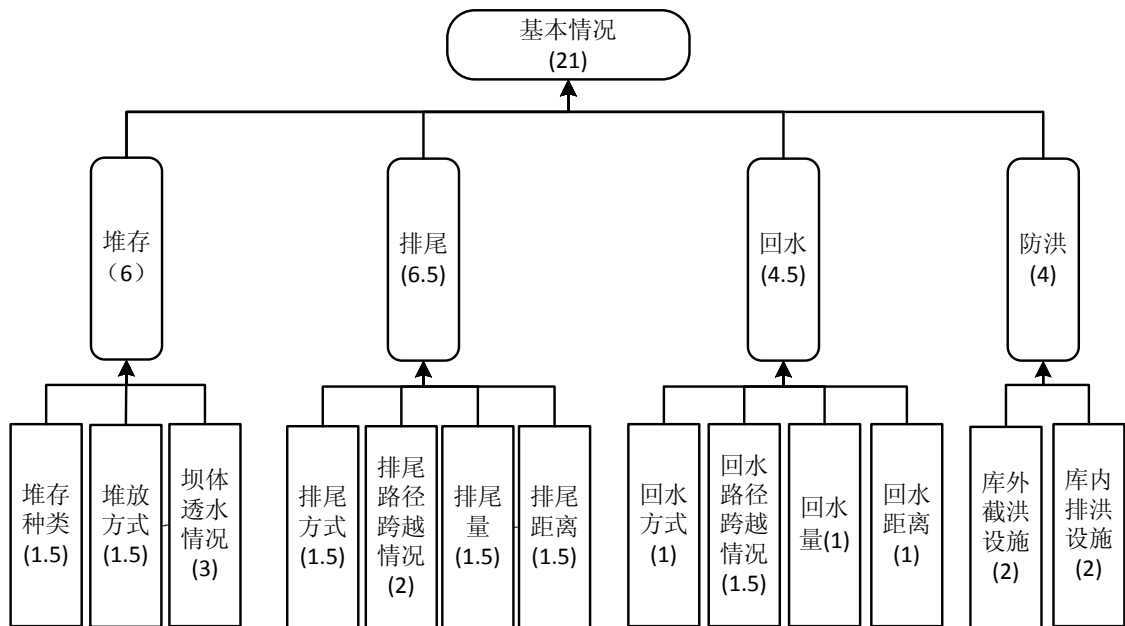 基本情况
(21)
堆存
（6）
排尾
(6.5)
回水
(4.5)
防洪
(4)
堆存
种类
(1.5)
堆放
方式
(1.5)
坝体
透水
情况
(3)
排尾
方式
(1.5)
排尾
路径
跨越
情况
(2)
排尾
量
(1.5)
排尾
距离
(1.5)
回水
方式
(1)
回水
路径
跨越
情况
(1.5)
回水
量(1)
回水
距离
(1)
库外
截洪
设施
(2)
库内
排洪
设施
(2)